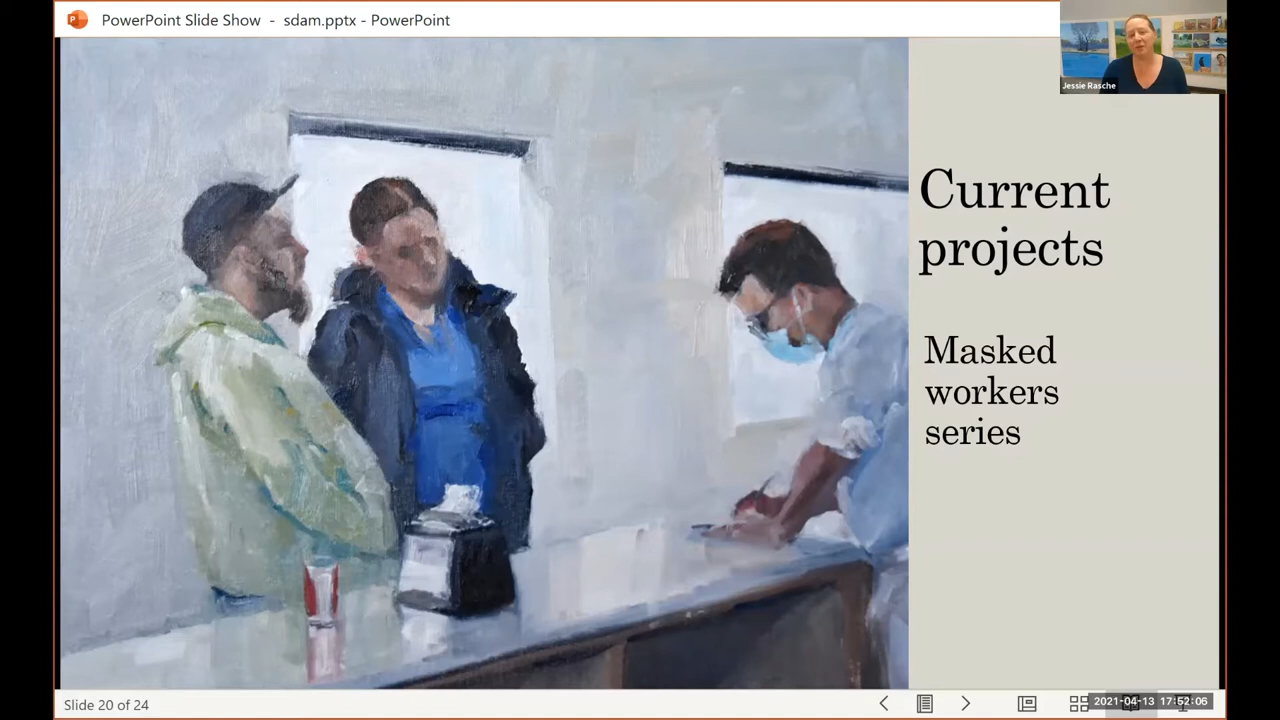 PowerPoint Slide Show - sdam.pptx - PowerPoint
Jessie Rasche
Current
projects
Masked
workers
series
Slide 20 of 24
2021-04-13 17:52:06